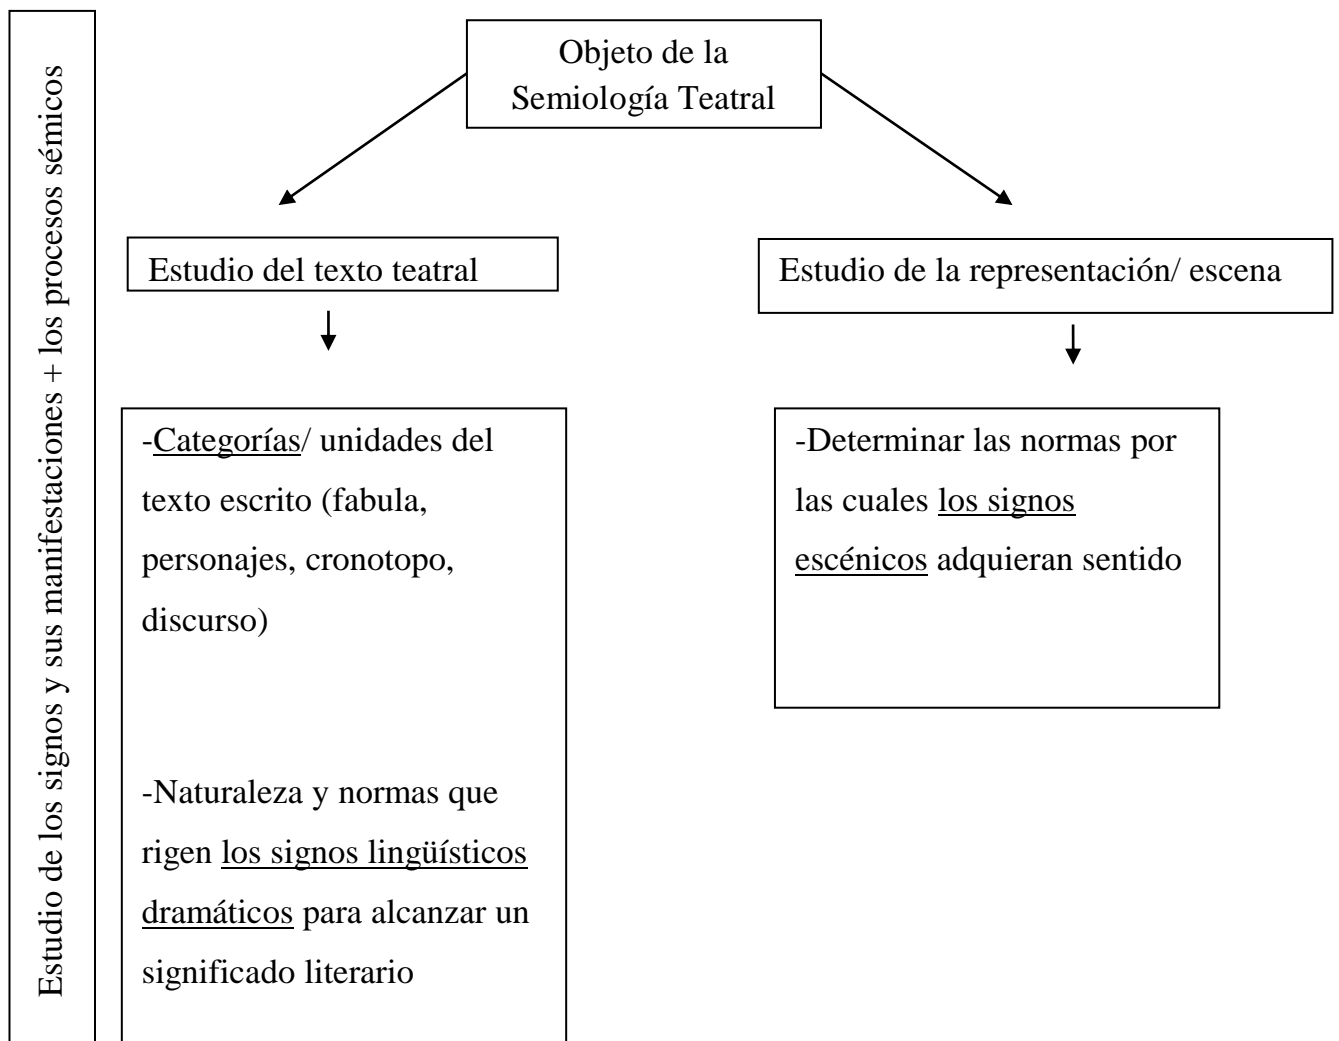 Estudio de los signos y sus manifestaciones + los procesos sémicos
Objeto de la
Semiología Teatral
Estudio del texto teatral
Estudio de la representación/ escena
-Categorías/ unidades del
texto escrito (fabula,
personajes, cronotopo,
discurso)
-Naturaleza y normas que
rigen los signos lingüísticos
dramáticos para alcanzar un
significado literario
-Determinar las normas por
las cuales los signos
escénicos adquieran sentido